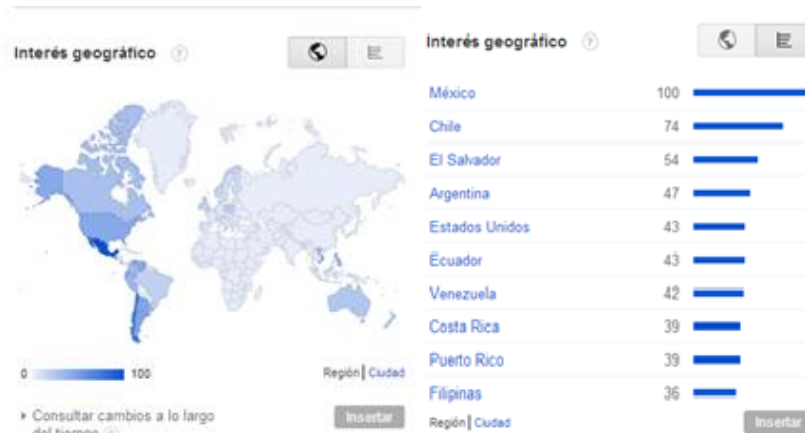 Interés geográfico ?
0 100
Región Ciudad
Consultar cambios a lo largo
del tiempo ?
Insertar
Interés geográfico ?
México 100
Chile 74
El Salvador 54
Argentina 47
Estados Unidos 43
Ecuador 43
Venezuela 42
Costa Rica 39
Puerto Rico 39
Filipinas 36
Región Ciudad
Insertar